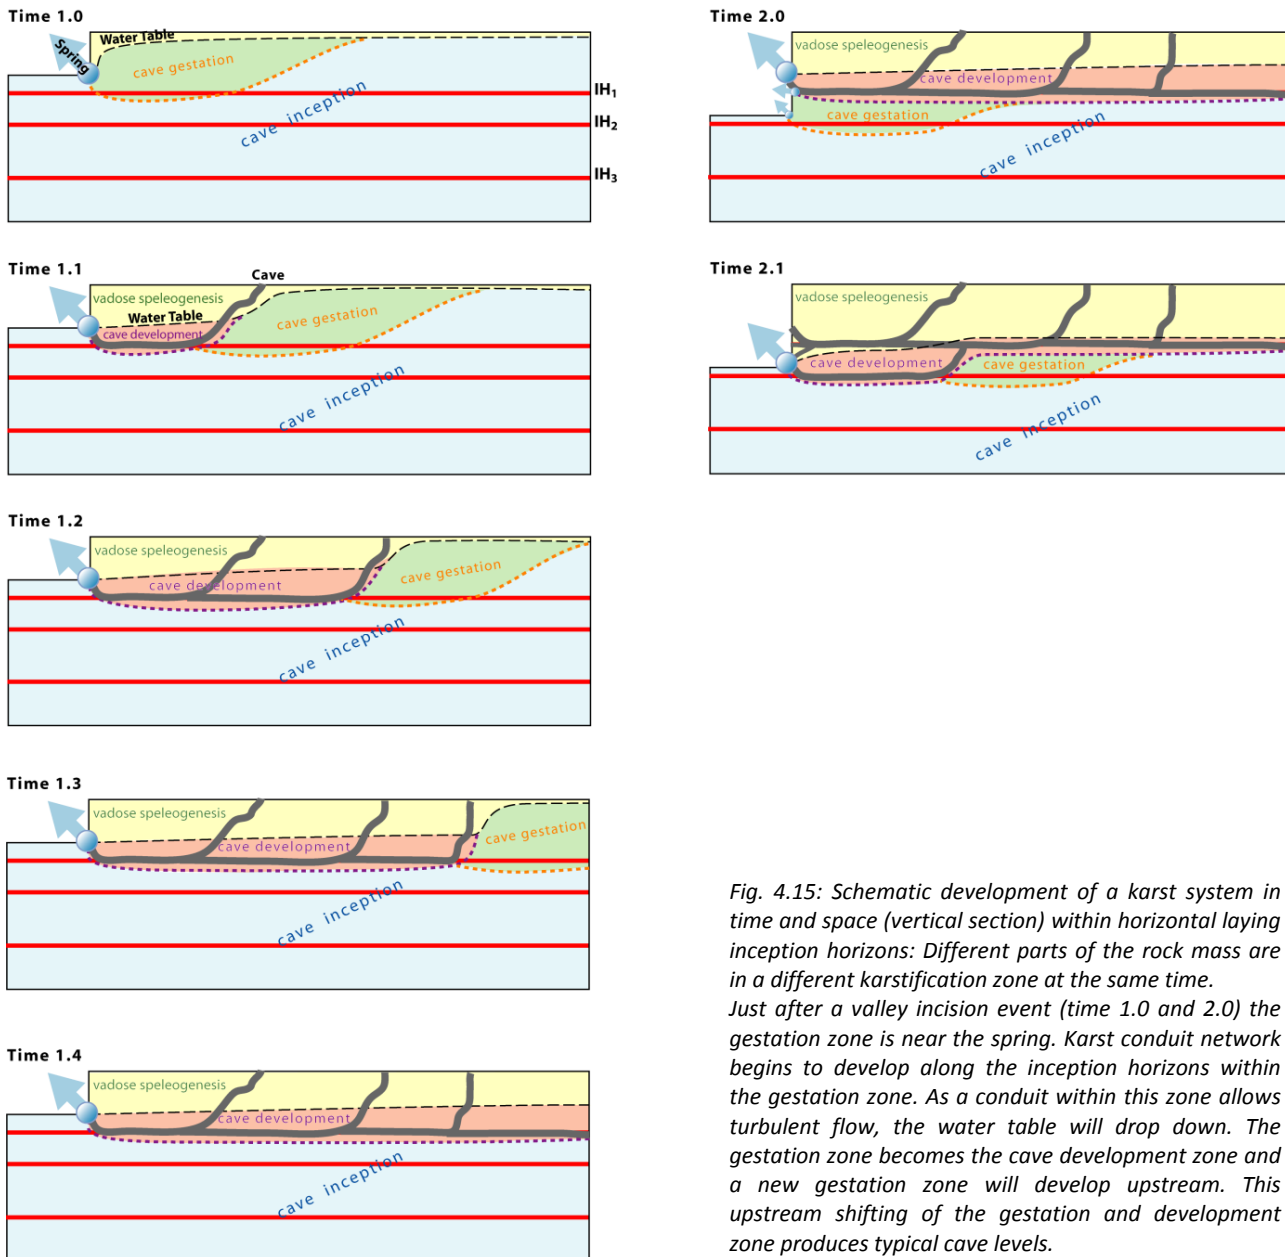 Time 1.0
Water Table
Spring
cave gestation
cave inception
IH1
IH2
IH3
Time 1.1
Cave
vadose speleogenesis
Water Table
cave development
cave gestation
cave inception
Time 1.2
vadose speleogenesis
cave development
cave gestation
cave inception
Time 1.3
vadose speleogenesis
cave development
cave gestation
cave inception
Time 1.4
vadose speleogenesis
cave development
cave inception
Time 2.0
vadose speleogenesis
cave development
cave gestation
cave inception
Time 2.1
cave development
cave gestation
cave inception
Fig. 4.15: Schematic development of a karst system in
time and space (vertical section) within horizontal laying
inception horizons: Different parts of the rock mass are
in a different karstification zone at the same time.
Just after a valley incision event (time 1.0 and 2.0) the
gestation zone is near the spring. Karst conduit network
begins to develop along the inception horizons within
the gestation zone. As a conduit within this zone allows
turbulent flow, the water table will drop down. The
gestation zone becomes the cave development zone and
a new gestation zone will develop upstream. This
upstream shifting of the gestation and development
zone produces typical cave levels.